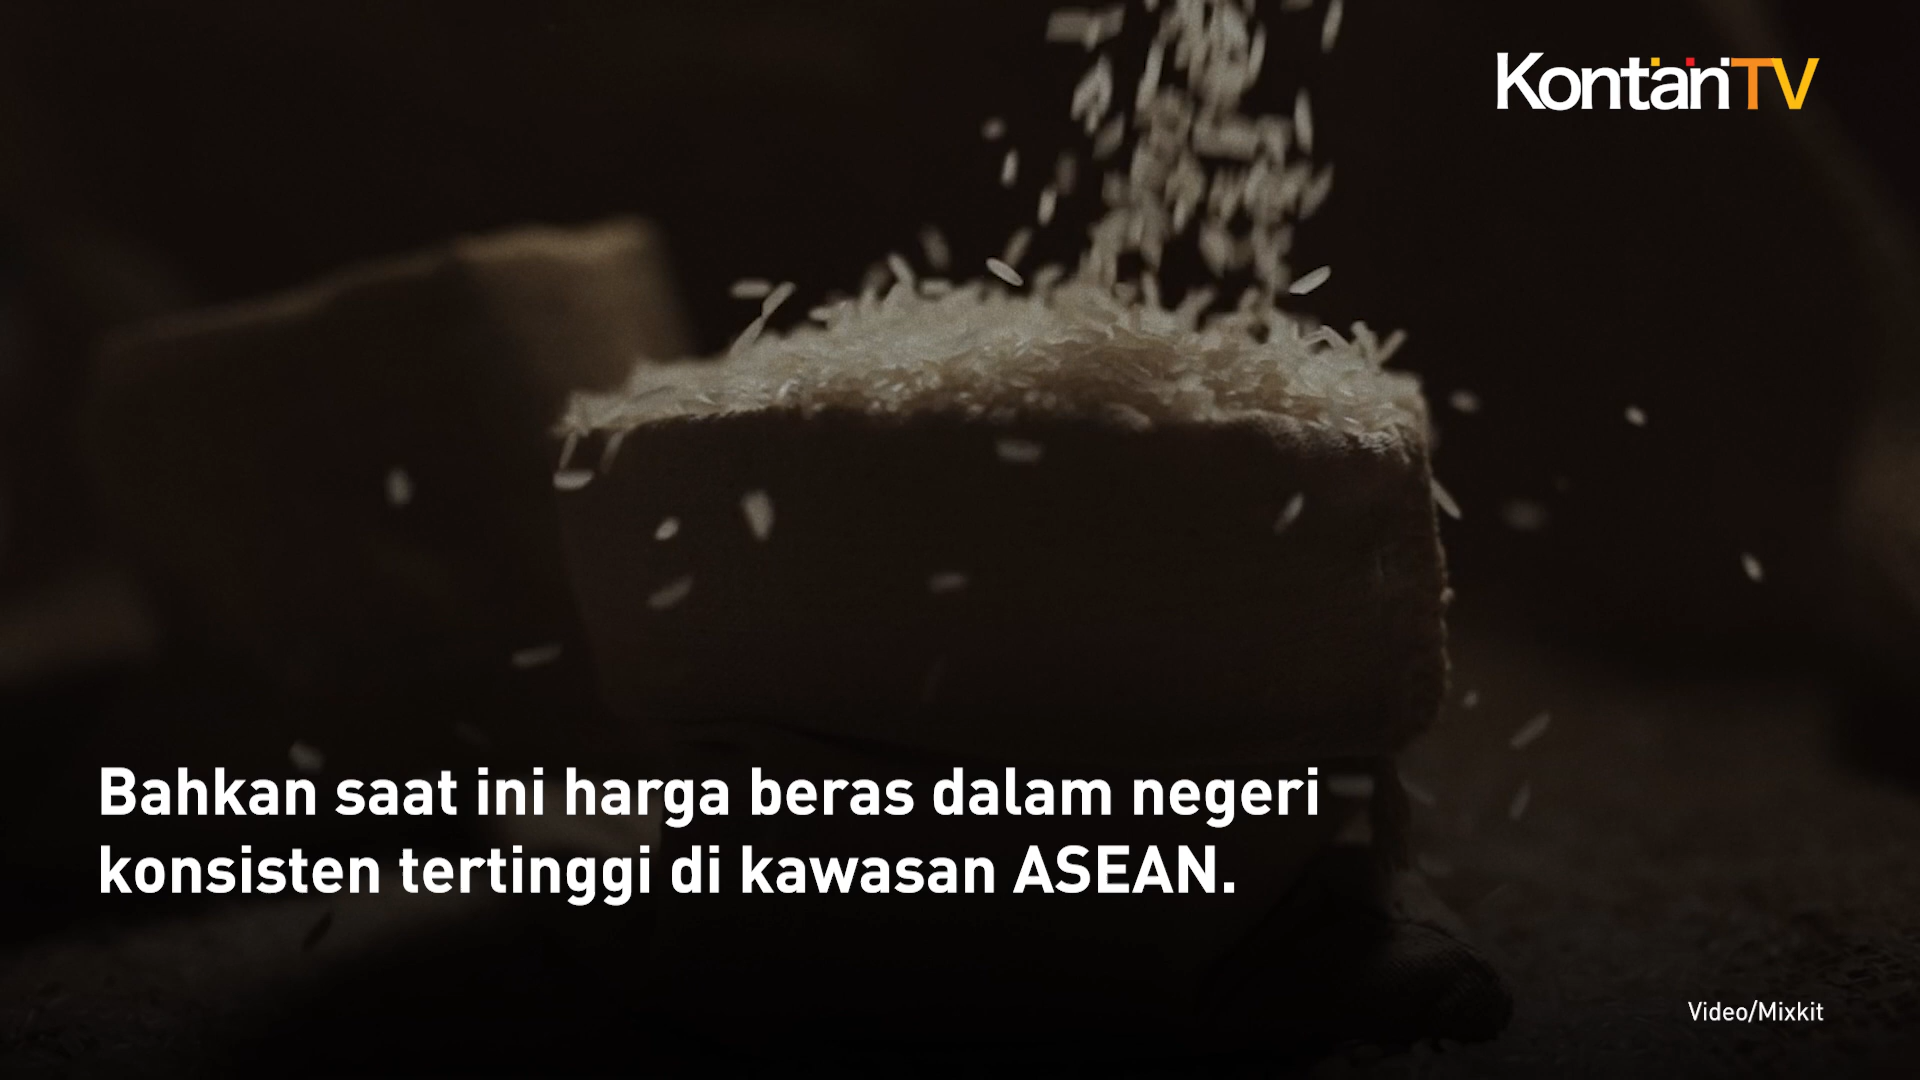 KontanTV
Bahkan saat ini harga beras dalam negeri
konsisten tertinggi di kawasan ASEAN.
Video/Mixkit